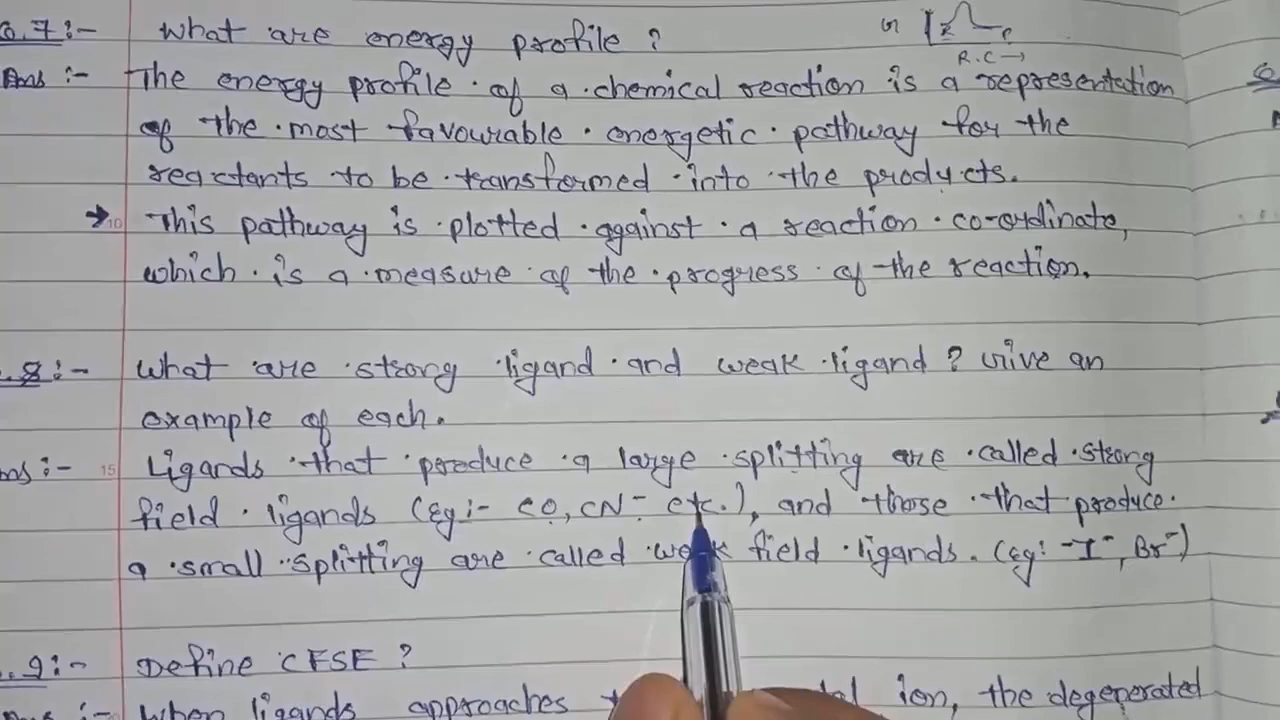 Q.7:- What are energy profile?
or E P
R.C →
Ans :- The energy profile of a chemical reaction is a representation
of the most favourable energetic pathway for the
reactants to be transformed into the products.
→ This pathway is plotted against a reaction co-ordinate,
which is a measure of the progress of the reaction.
.8:- What are strong ligand and weak ligand? Give an
example of each.
ns:- Ligands that produce a large splitting are called strong
field ligands (Eg:- CO, CN- etc.), and those that produce
a small splitting are called weak field ligands. (Eg:- I-, Br-)
.9:- Define CFSE?
Ans:- When ligands approaches ion, the degenerated